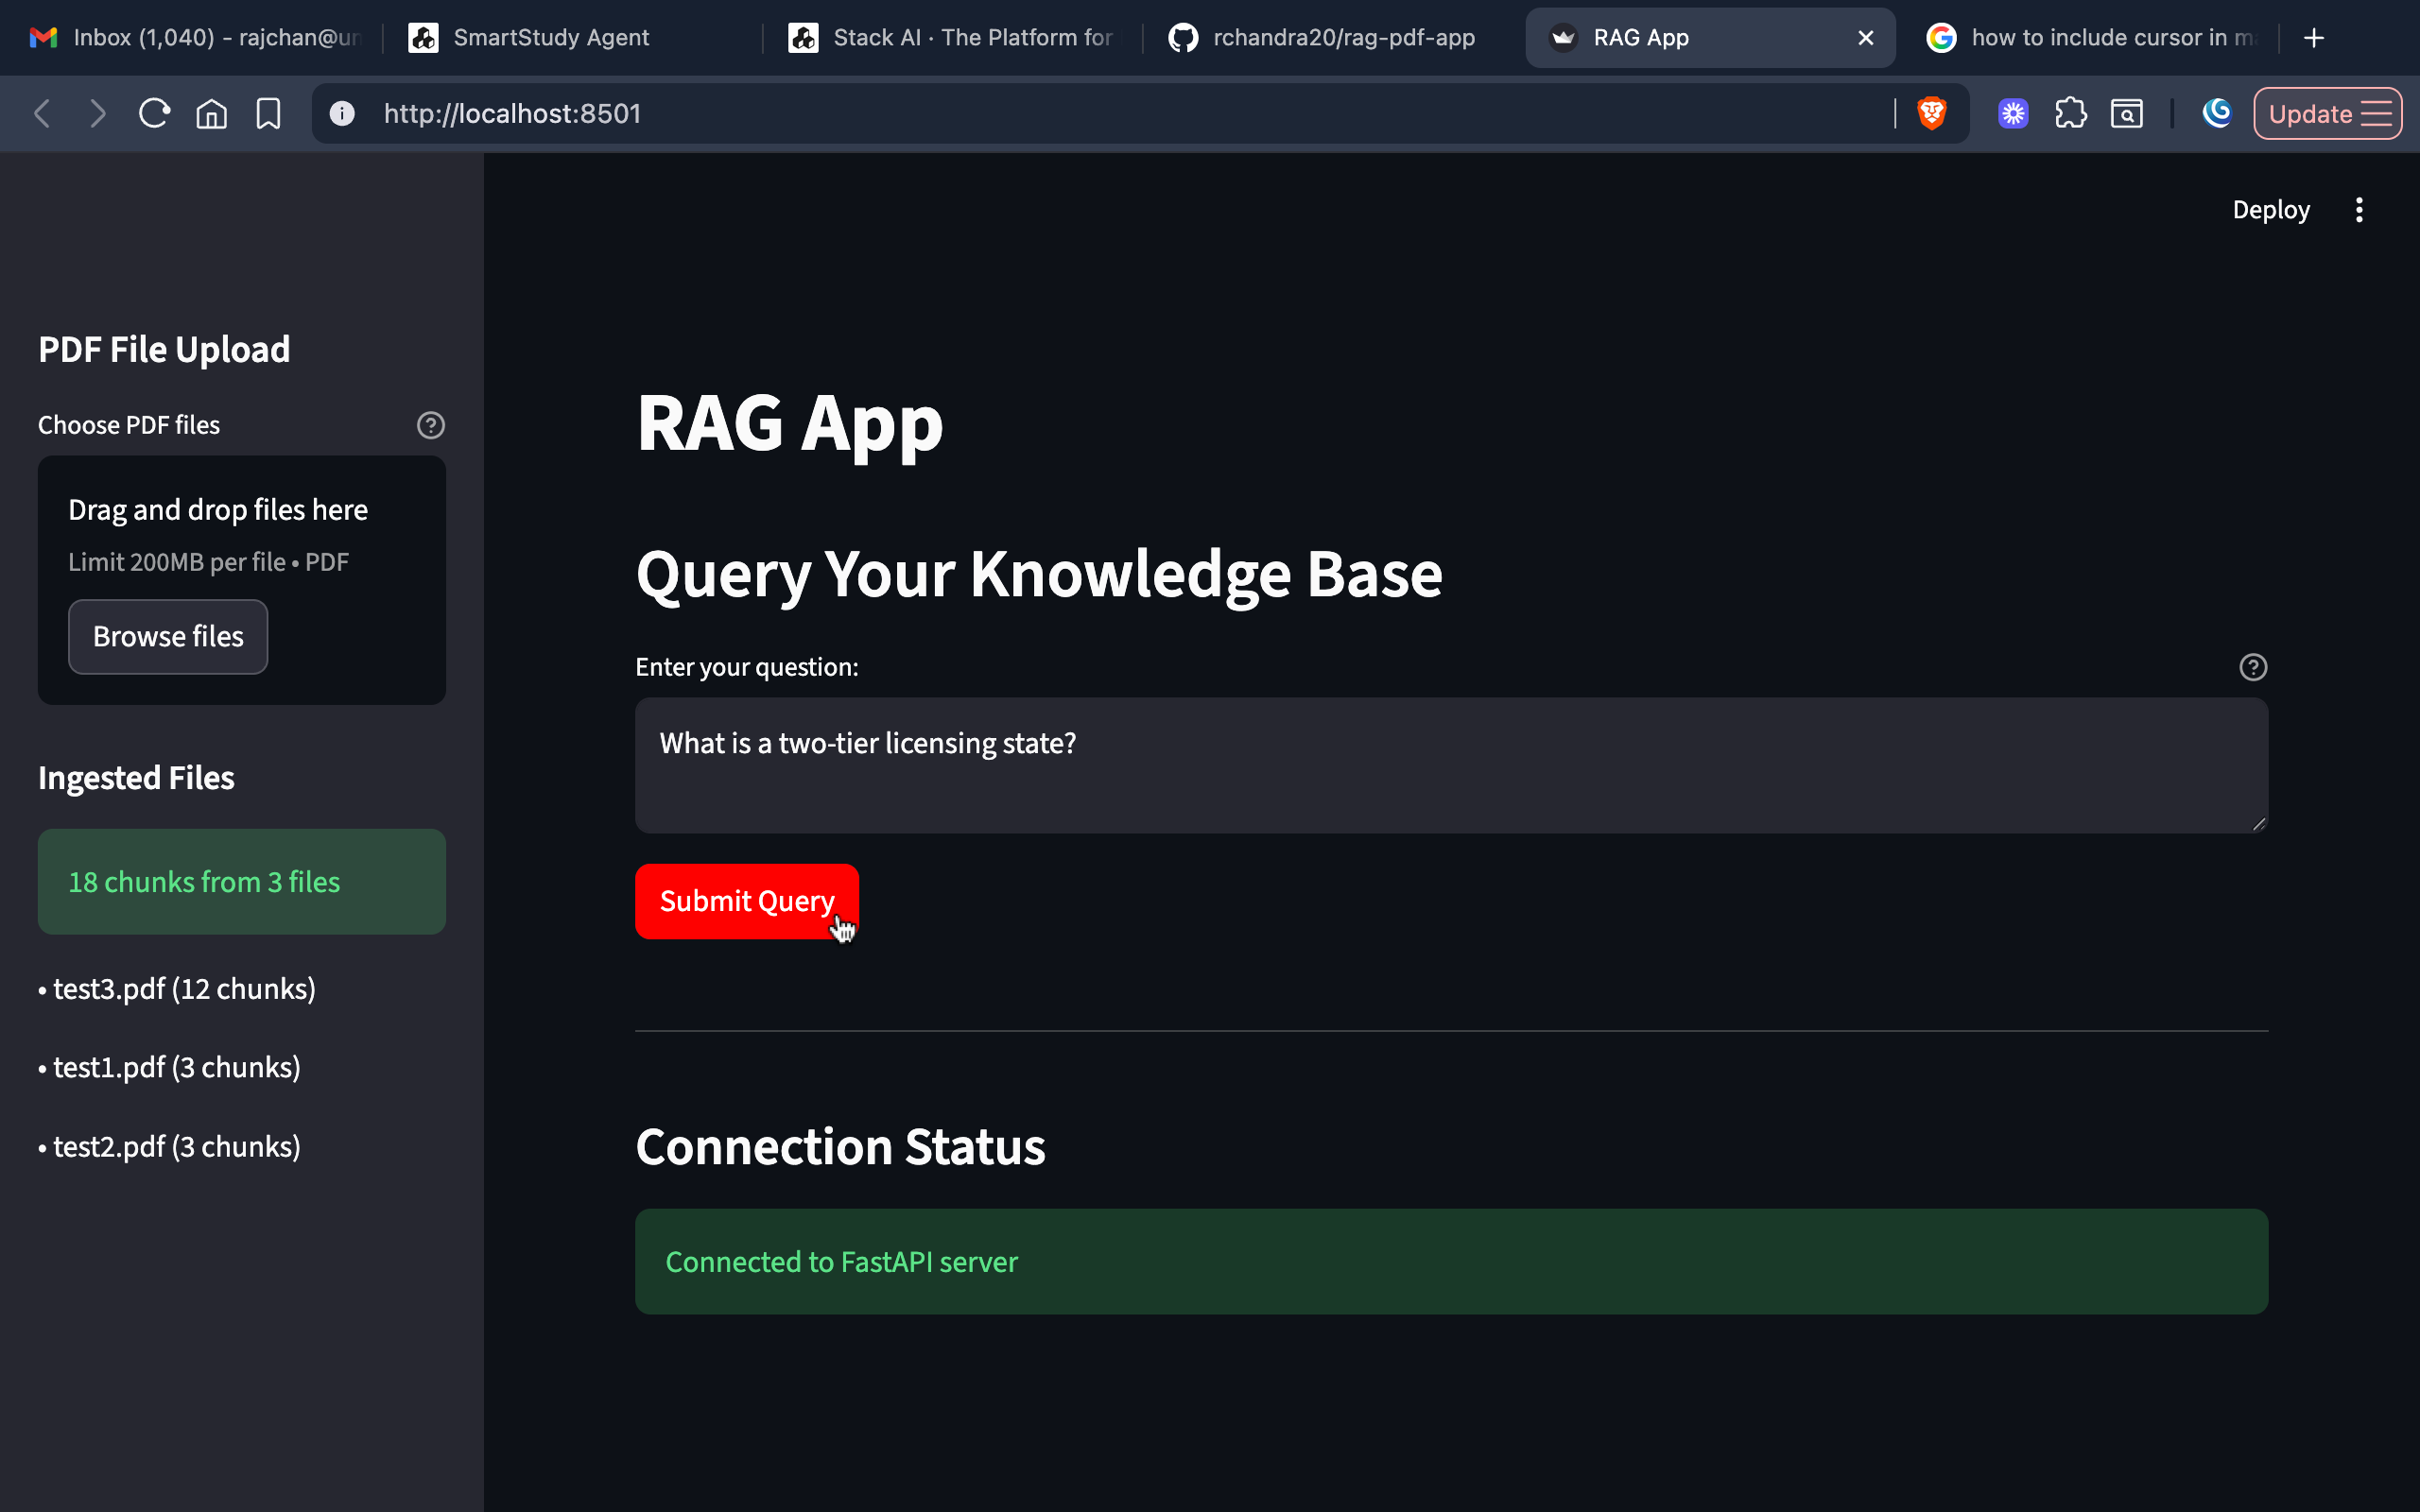 Inbox (1,040) - rajchan@un
SmartStudy Agent
Stack AI · The Platform for
rchandra20/rag-pdf-app
RAG App
how to include cursor in ma
http://localhost:8501
Update
Deploy
PDF File Upload
Choose PDF files
Drag and drop files here
Limit 200MB per file • PDF
Browse files
Ingested Files
18 chunks from 3 files
• test3.pdf (12 chunks)
• test1.pdf (3 chunks)
• test2.pdf (3 chunks)
RAG App
Query Your Knowledge Base
Enter your question:
What is a two-tier licensing state?
Submit Query
Connection Status
Connected to FastAPI server